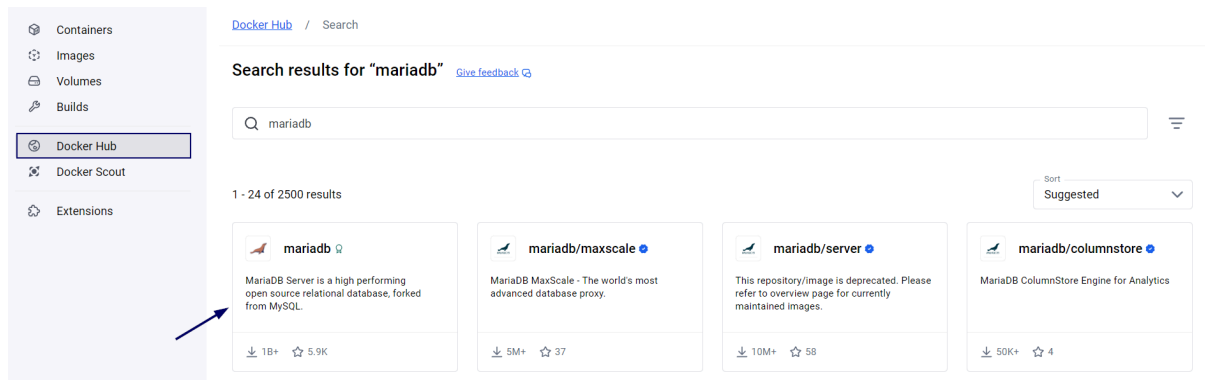 Containers
Images
Volumes
Builds
Docker Hub
Docker Scout
Extensions
Docker Hub / Search
Search results for “mariadb” Give feedback
mariadb
1 - 24 of 2500 results
Sort
Suggested
mariadb
MariaDB Server is a high performing
open source relational database, forked
from MySQL.
1B+ 5.9K
mariadb/maxscale
MariaDB MaxScale - The world's most
advanced database proxy.
5M+ 37
mariadb/server
This repository/image is deprecated. Please
refer to overview page for currently
maintained images.
10M+ 58
mariadb/columnstore
MariaDB ColumnStore Engine for Analytics
50K+ 4